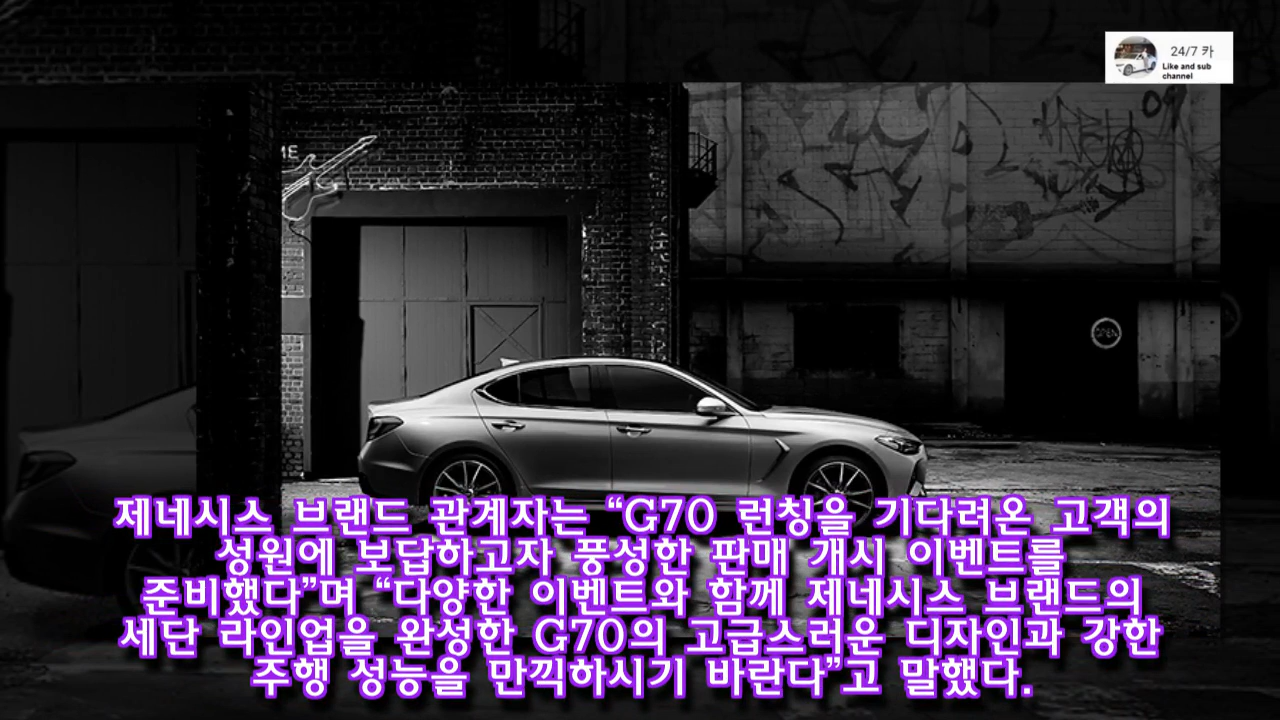 24/7 카
Like and sub
channel
OPEN
제네시스 브랜드 관계자는 “G70 런칭을 기다려온 고객의
성원에 보답하고자 풍성한 판매 개시 이벤트를
준비했다”며 “다양한 이벤트와 함께 제네시스 브랜드의
세단 라인업을 완성한 G70의 고급스러운 디자인과 강한
주행 성능을 만끽하시기 바란다”고 말했다.